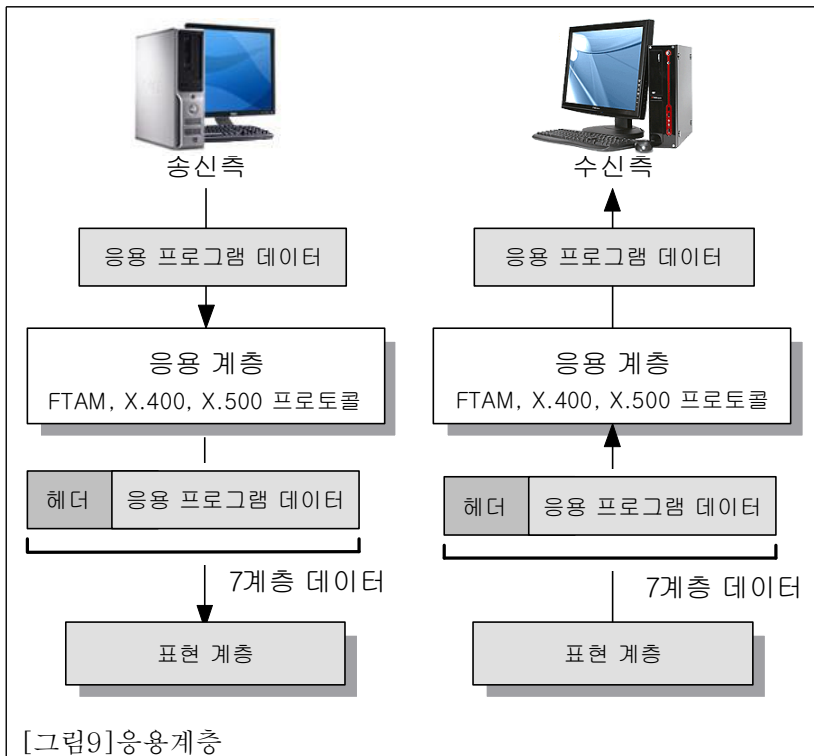 송신측
응용 프로그램 데이터
응용 계층
FTAM, X.400, X.500 프로토콜
헤더 응용 프로그램 데이터
7계층 데이터
표현 계층
수신측
응용 프로그램 데이터
응용 계층
FTAM, X.400, X.500 프로토콜
헤더 응용 프로그램 데이터
7계층 데이터
표현 계층
[그림9]응용계층